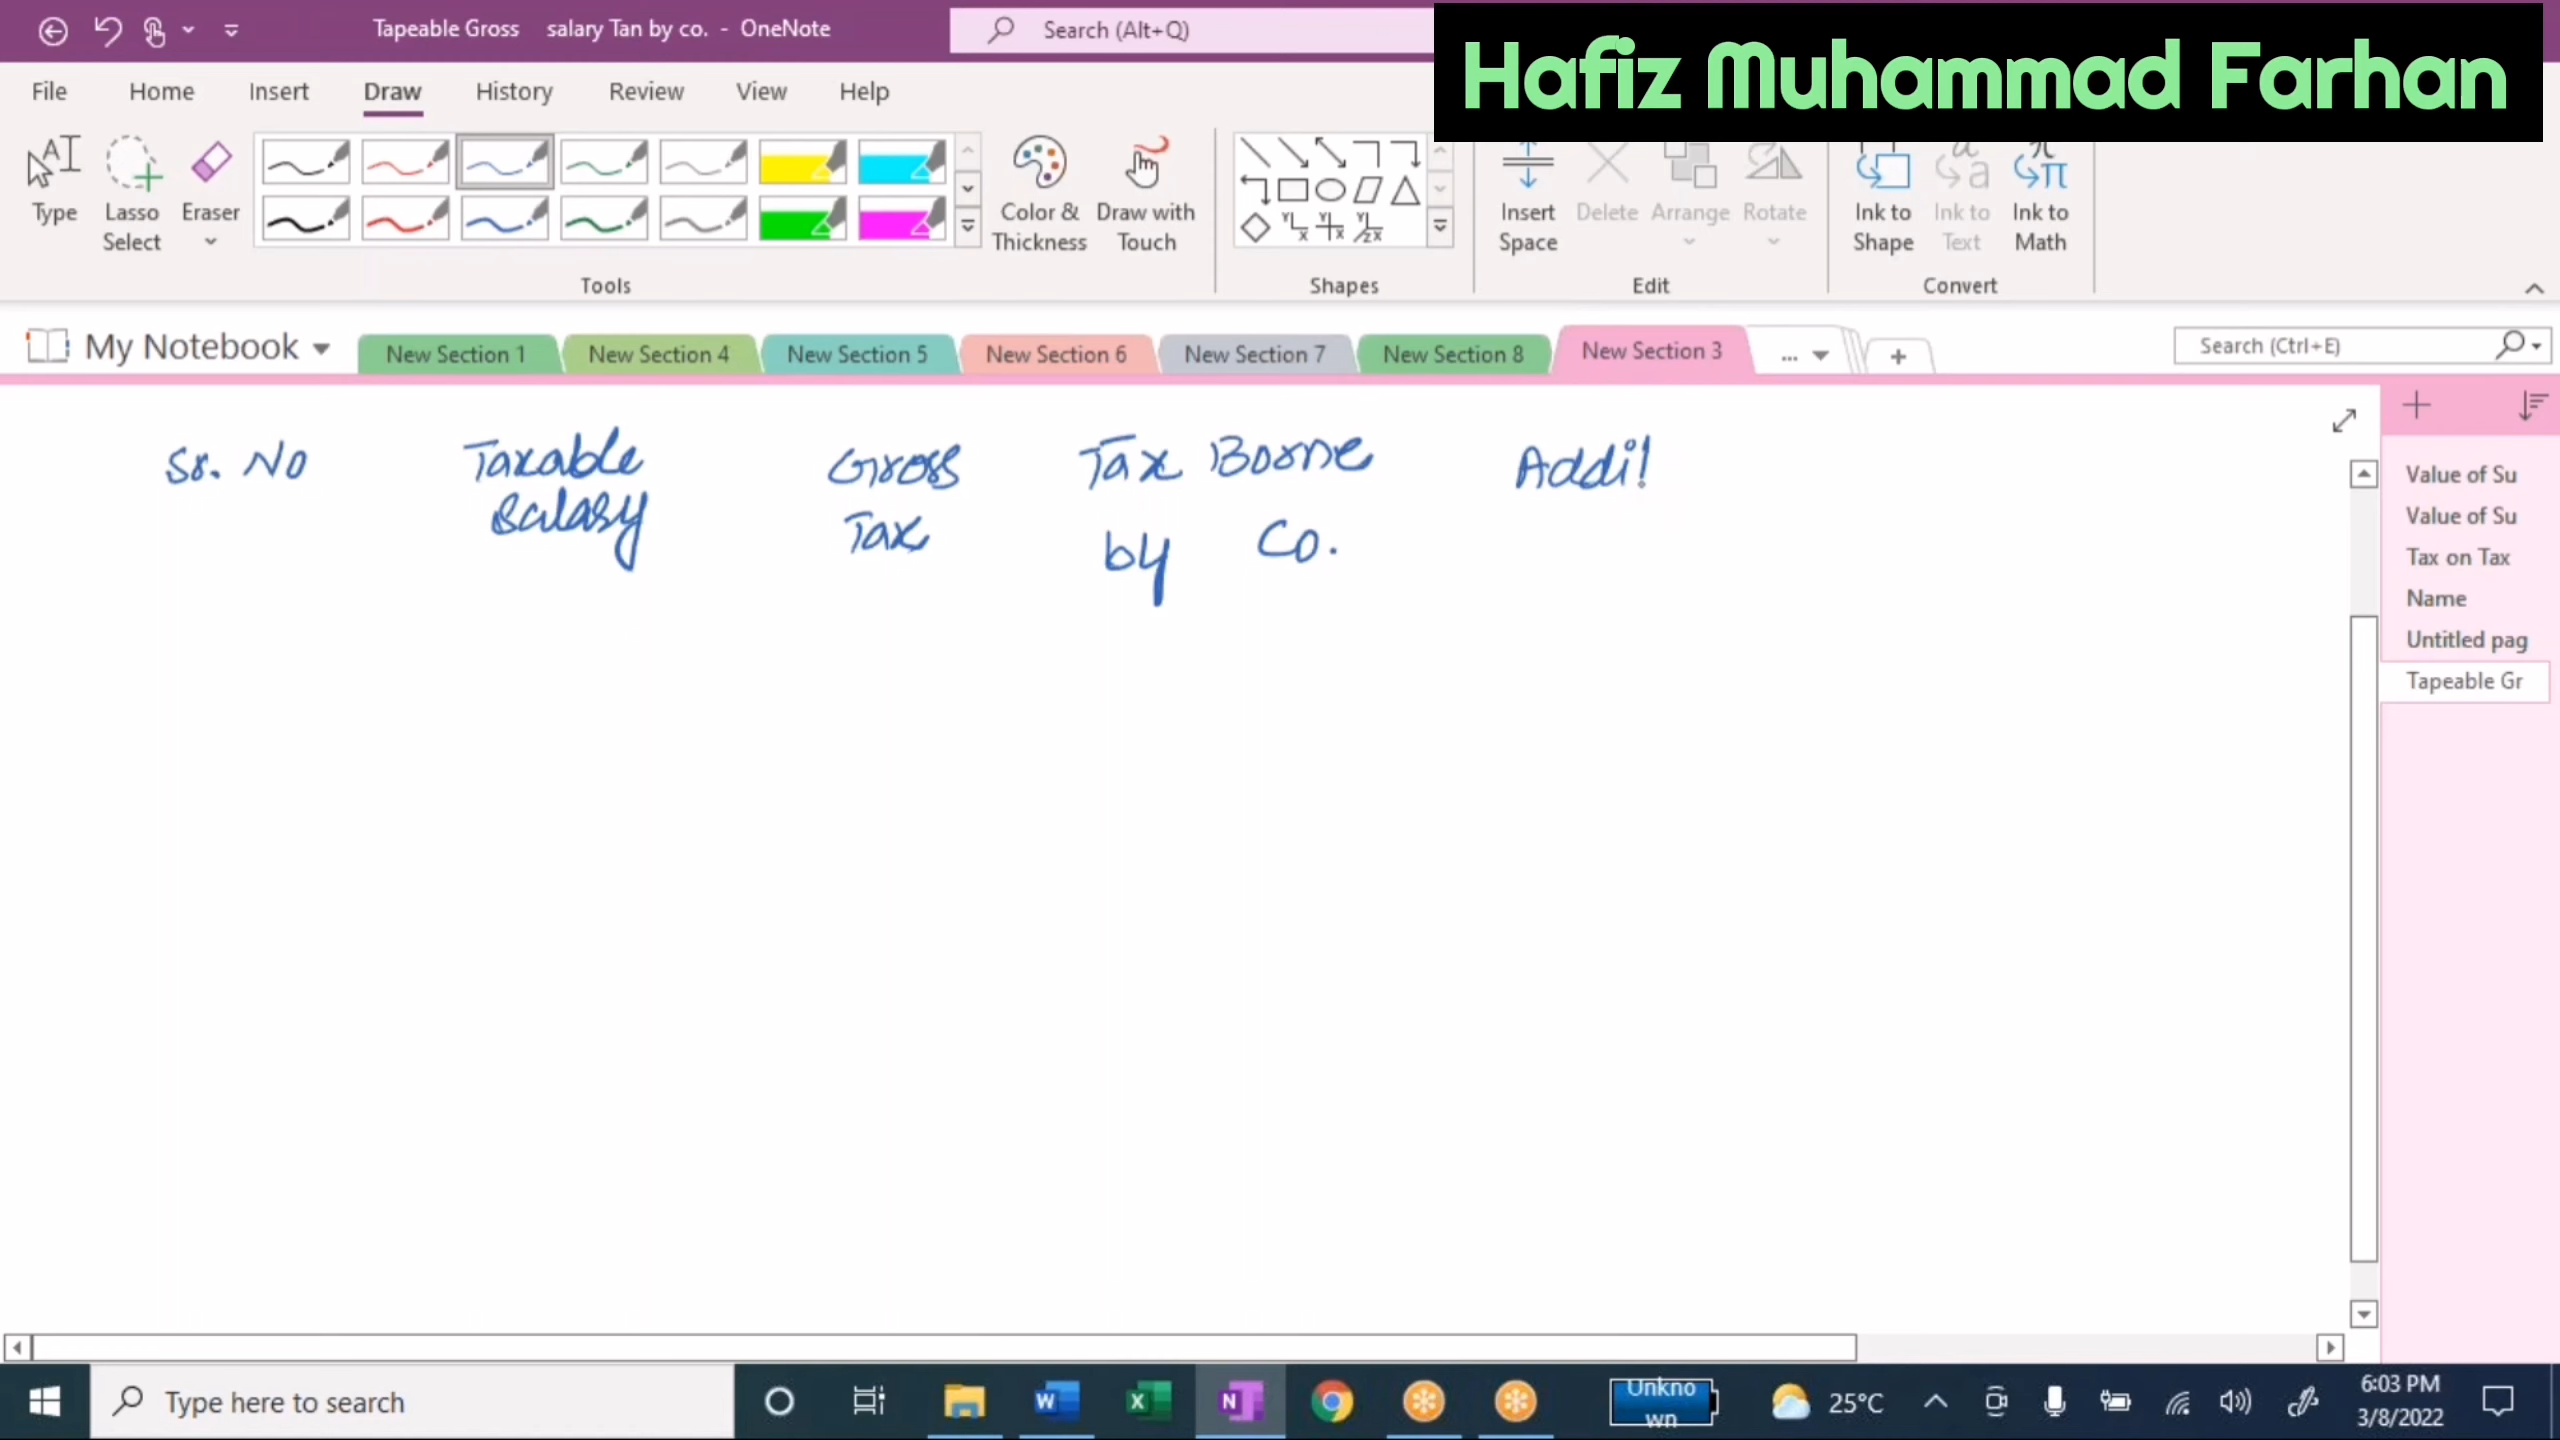 Tapeable Gross salary Tan by co. - OneNote
Search (Alt+Q)
Hafiz Muhammad Farhan
File Home Insert Draw History Review View Help
Type
Lasso Select
Eraser
Color & Thickness
Draw with Touch
Insert Space
Delete
Arrange
Rotate
Ink to Shape
Ink to Text
Ink to Math
Tools
Shapes
Edit
Convert
My Notebook
New Section 1
New Section 4
New Section 5
New Section 6
New Section 7
New Section 8
New Section 3
...
Search (Ctrl+E)
Sr. No Taxable Gross Tax Borne Addi
Salary Tax by Co.
Value of Su
Value of Su
Tax on Tax
Name
Untitled pag
Tapeable Gr
Type here to search
Unkno
wn
25°C
6:03 PM
3/8/2022